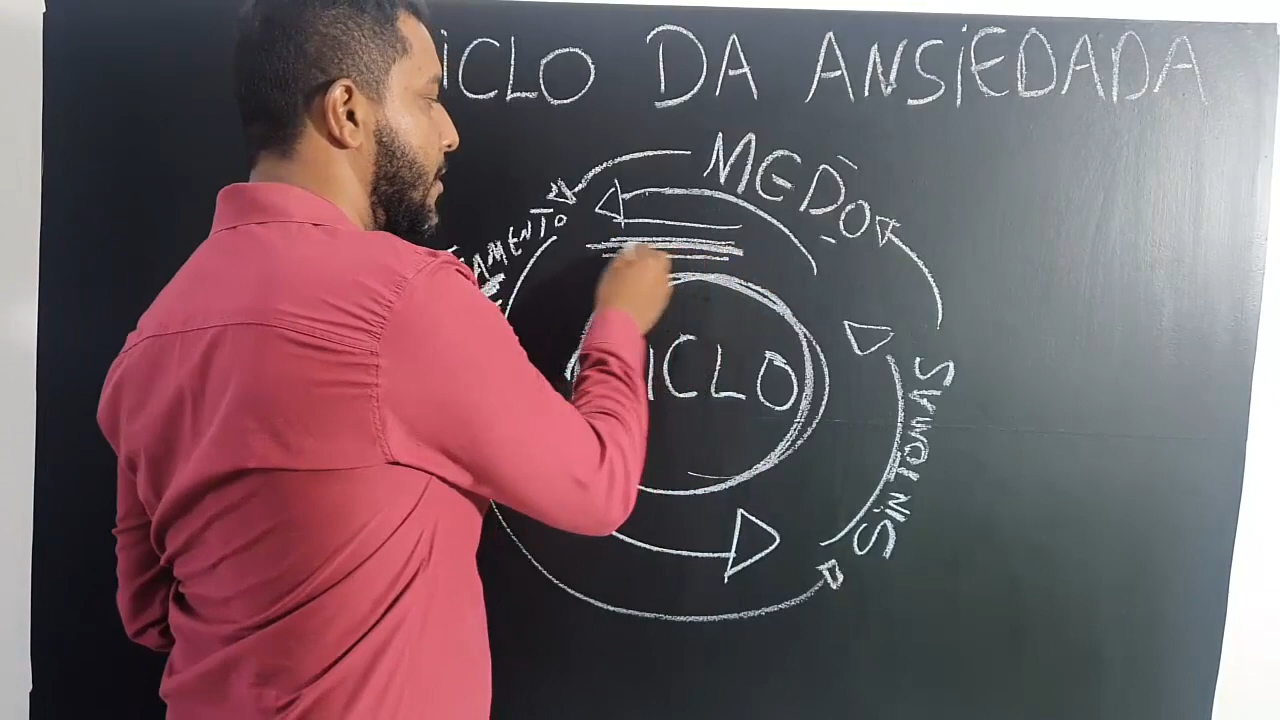 ICLO DA ANSIEDADA
MEDO
AMENTO
ICLO
SINTOMAS